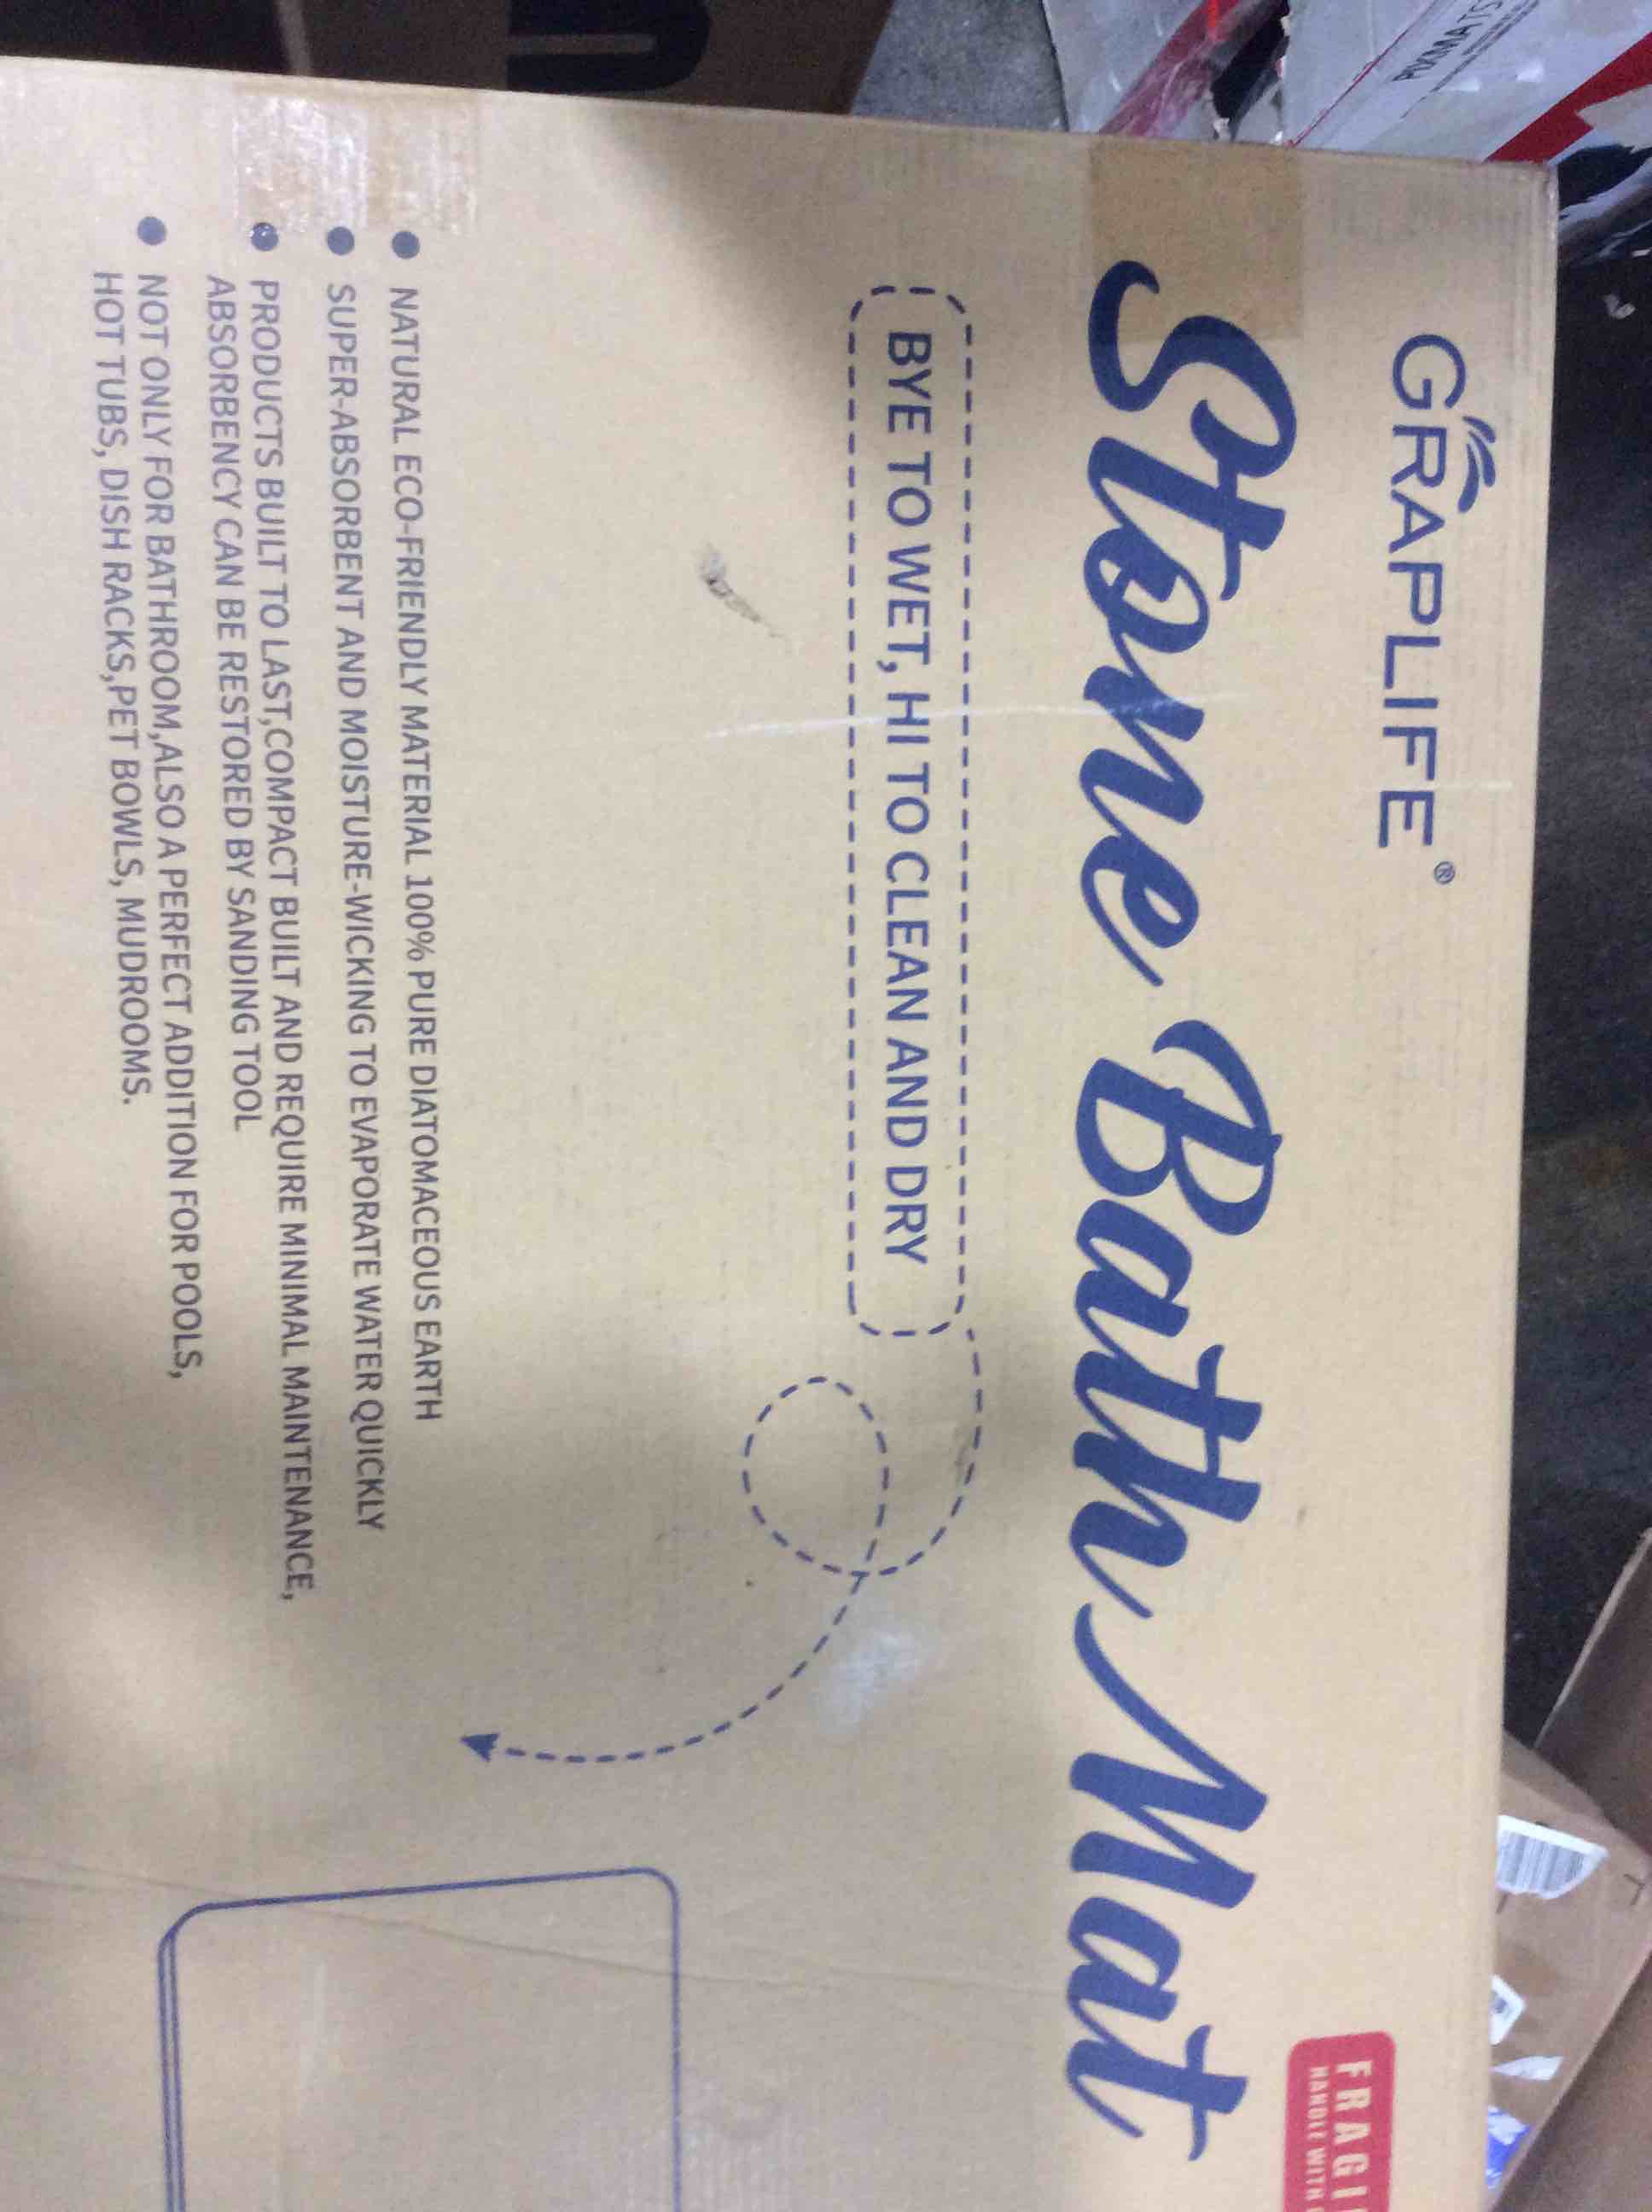 GRAPLIFE®
Stone Bath Mat
BYE TO WET, HI TO CLEAN AND DRY
• NATURAL ECO-FRIENDLY MATERIAL 100% PURE DIATOMACEOUS EARTH
• SUPER-ABSORBENT AND MOISTURE-WICKING TO EVAPORATE WATER QUICKLY
• PRODUCTS BUILT TO LAST,COMPACT BUILT AND REQUIRE MINIMAL MAINTENANCE,
ABSORBENCY CAN BE RESTORED BY SANDING TOOL
• NOT ONLY FOR BATHROOM,ALSO A PERFECT ADDITION FOR POOLS,
HOT TUBS, DISH RACKS,PET BOWLS, MUDROOMS.
FRAGI
HANDLE WITH